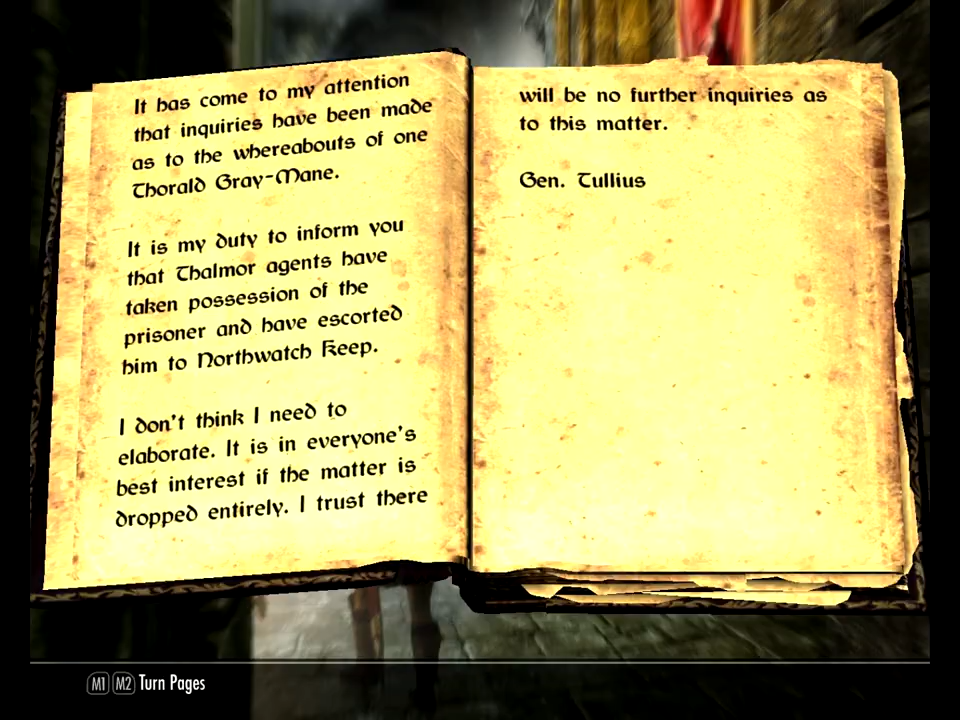 It has come to my attention
that inquiries have been made
as to the whereabouts of one
Thorald Gray-Mane.
It is my duty to inform you
that Thalmor agents have
taken possession of the
prisoner and have escorted
him to Northwatch Keep.
I don't think I need to
elaborate. It is in everyone's
best interest if the matter is
dropped entirely. I trust there
will be no further inquiries as
to this matter.
Gen. Tullius
M1 M2 Turn Pages